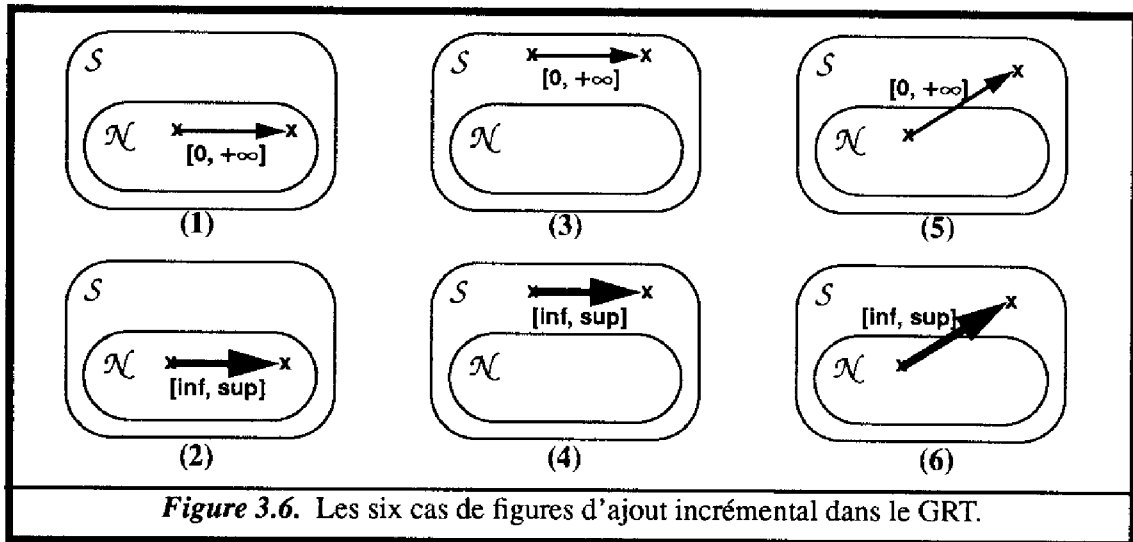 S
N
[0, +∞]
(1)
S
[0, +∞]
N
(3)
S
[0, +∞]
N
(5)
S
N
[inf, sup]
(2)
S
[inf, sup]
N
(4)
S
[inf, sup]
N
(6)
Figure 3.6. Les six cas de figures d'ajout incrémental dans le GRT.